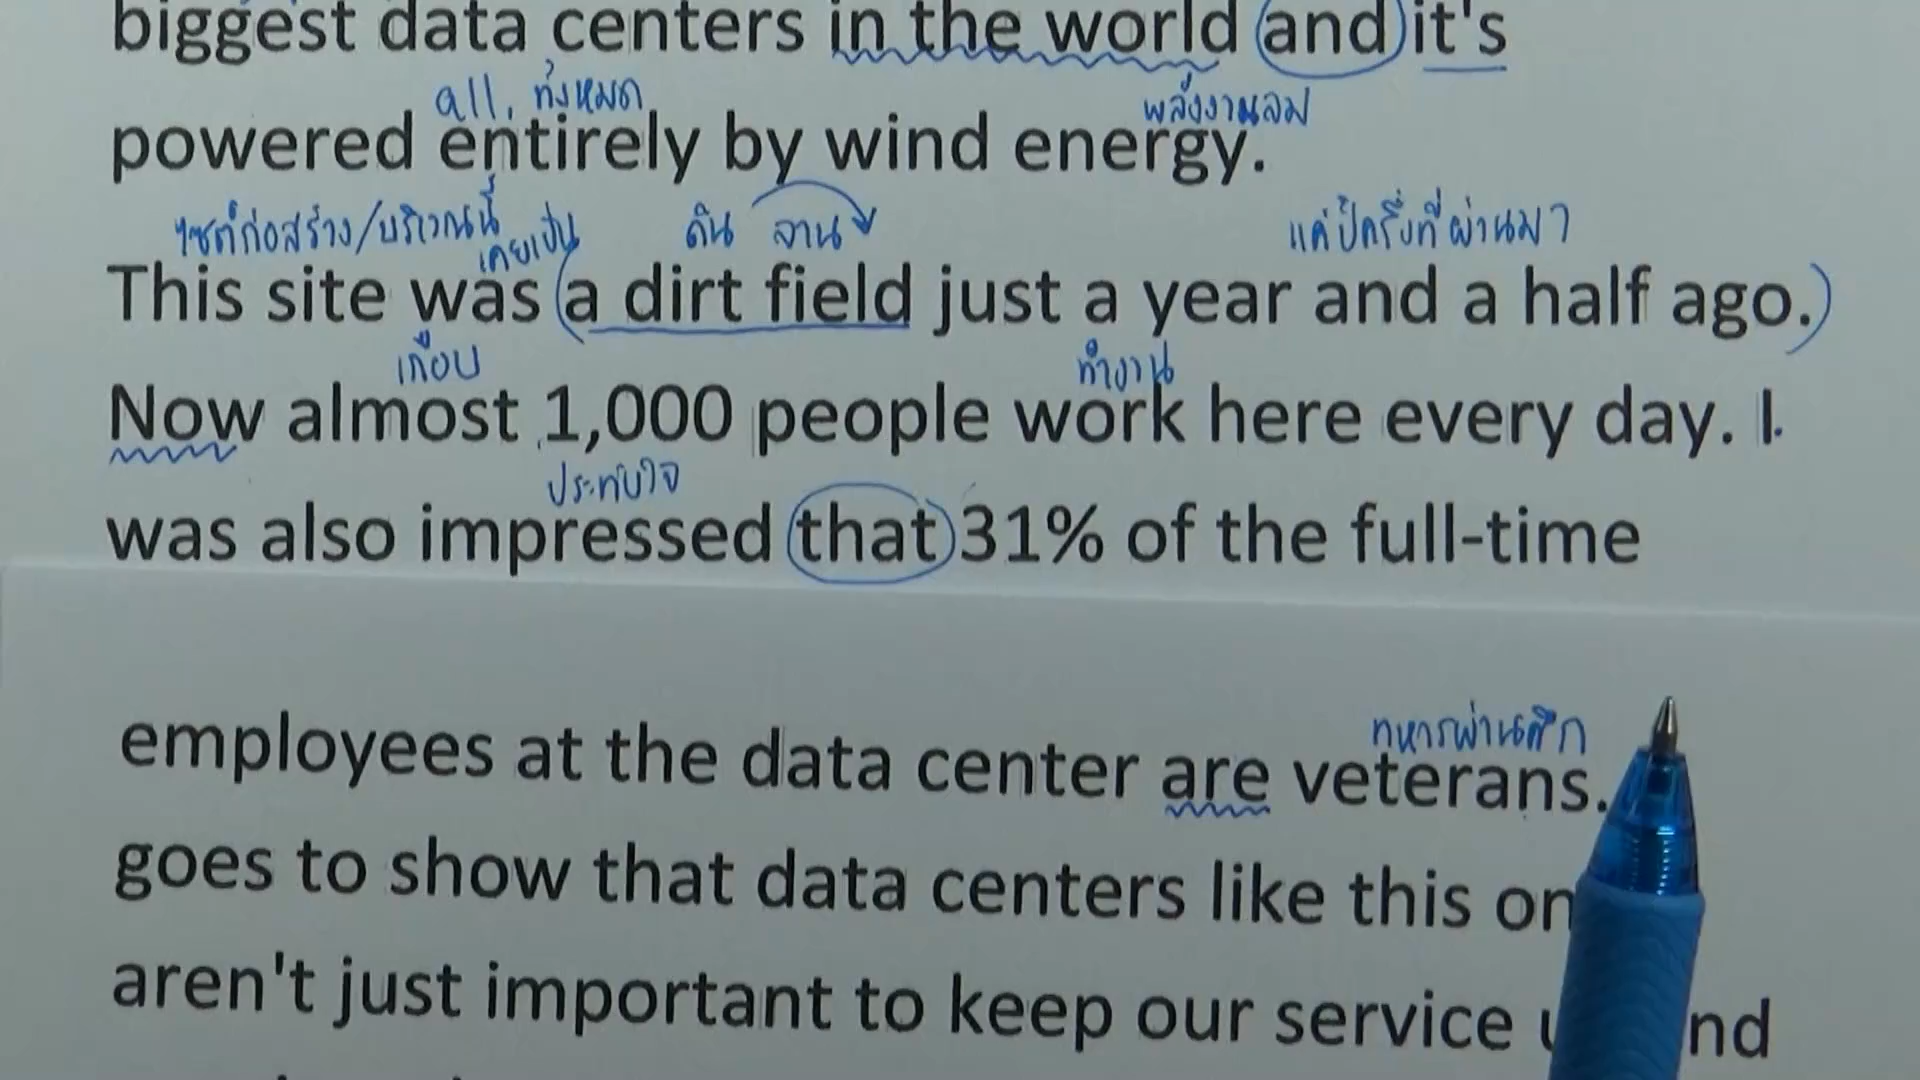 biggest data centers in the world and it's
all, ทั้งหมด พลังงานลม
powered entirely by wind energy.
ไซต์ก่อสร้าง/บริเวณนี้ เคยเป็น ดิน ลาน แค่ปีครึ่งที่ผ่านมา
This site was a dirt field just a year and a half ago.)
เกือบ ทำงาน
Now almost 1,000 people work here every day. I
ประทับใจ
was also impressed that 31% of the full-time
ทหารผ่านศึก
employees at the data center are veterans.
goes to show that data centers like this
aren't just important to keep our service